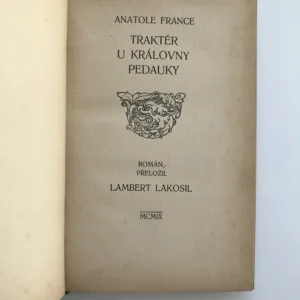 ANATOLE FRANCE
TRAKTÉR
U KRÁLOVNY
PEDAUKY
ROMÁN,
PŘELOŽIL
LAMBERT LAKOSIL
MCMIX